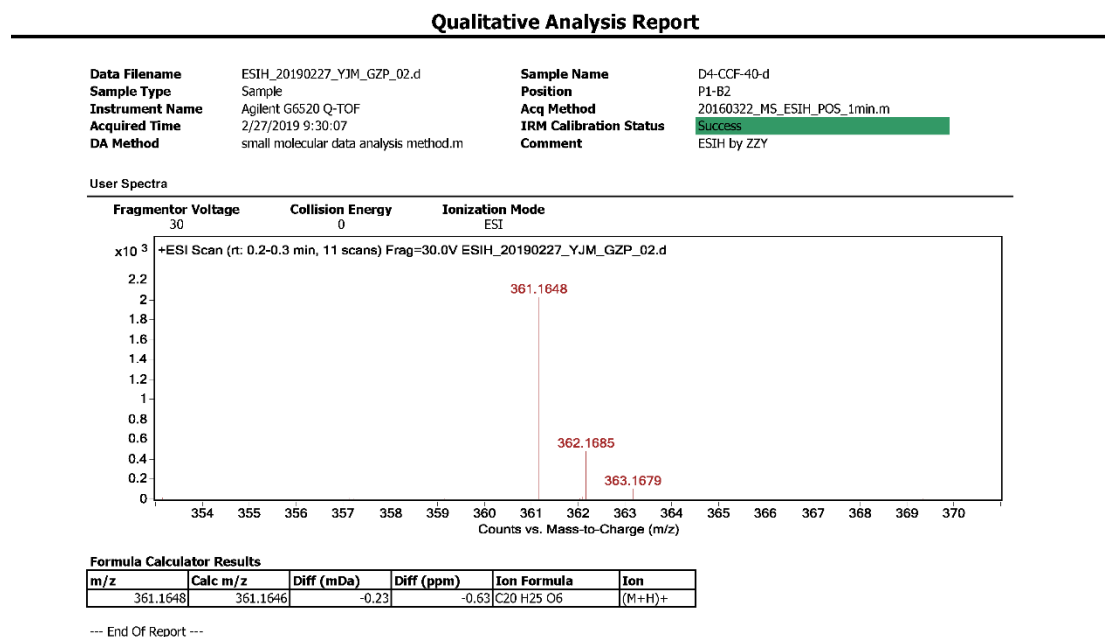 Qualitative Analysis Report
Data Filename ESIH_20190227_YJM_GZP_02.d Sample Name D4-CCF-40-d
Sample Type Sample Position P1-B2
Instrument Name Agilent G6520 Q-TOF Acq Method 20160322_MS_ESIH_POS_1min.m
Acquired Time 2/27/2019 9:30:07 IRM Calibration Status Success
DA Method small molecular data analysis method.m Comment ESIH by ZZY
User Spectra
Fragmentor Voltage Collision Energy Ionization Mode
30 0 ESI
x10 3 +ESI Scan (rt: 0.2-0.3 min, 11 scans) Frag=30.0V ESIH_20190227_YJM_GZP_02.d
2.2
361.1648
2
1.8
1.6
1.4
1.2
1
0.8
0.6
362.1685
0.4
363.1679
0.2
0
354 355 356 357 358 359 360 361 362 363 364 365 366 367 368 369 370
Counts vs. Mass-to-Charge (m/z)
Formula Calculator Results
m/z Calc m/z Diff (mDa) Diff (ppm) Ion Formula Ion
361.1648 361.1646 -0.23 -0.63 C20 H25 O6 (M+H)+
--- End Of Report ---